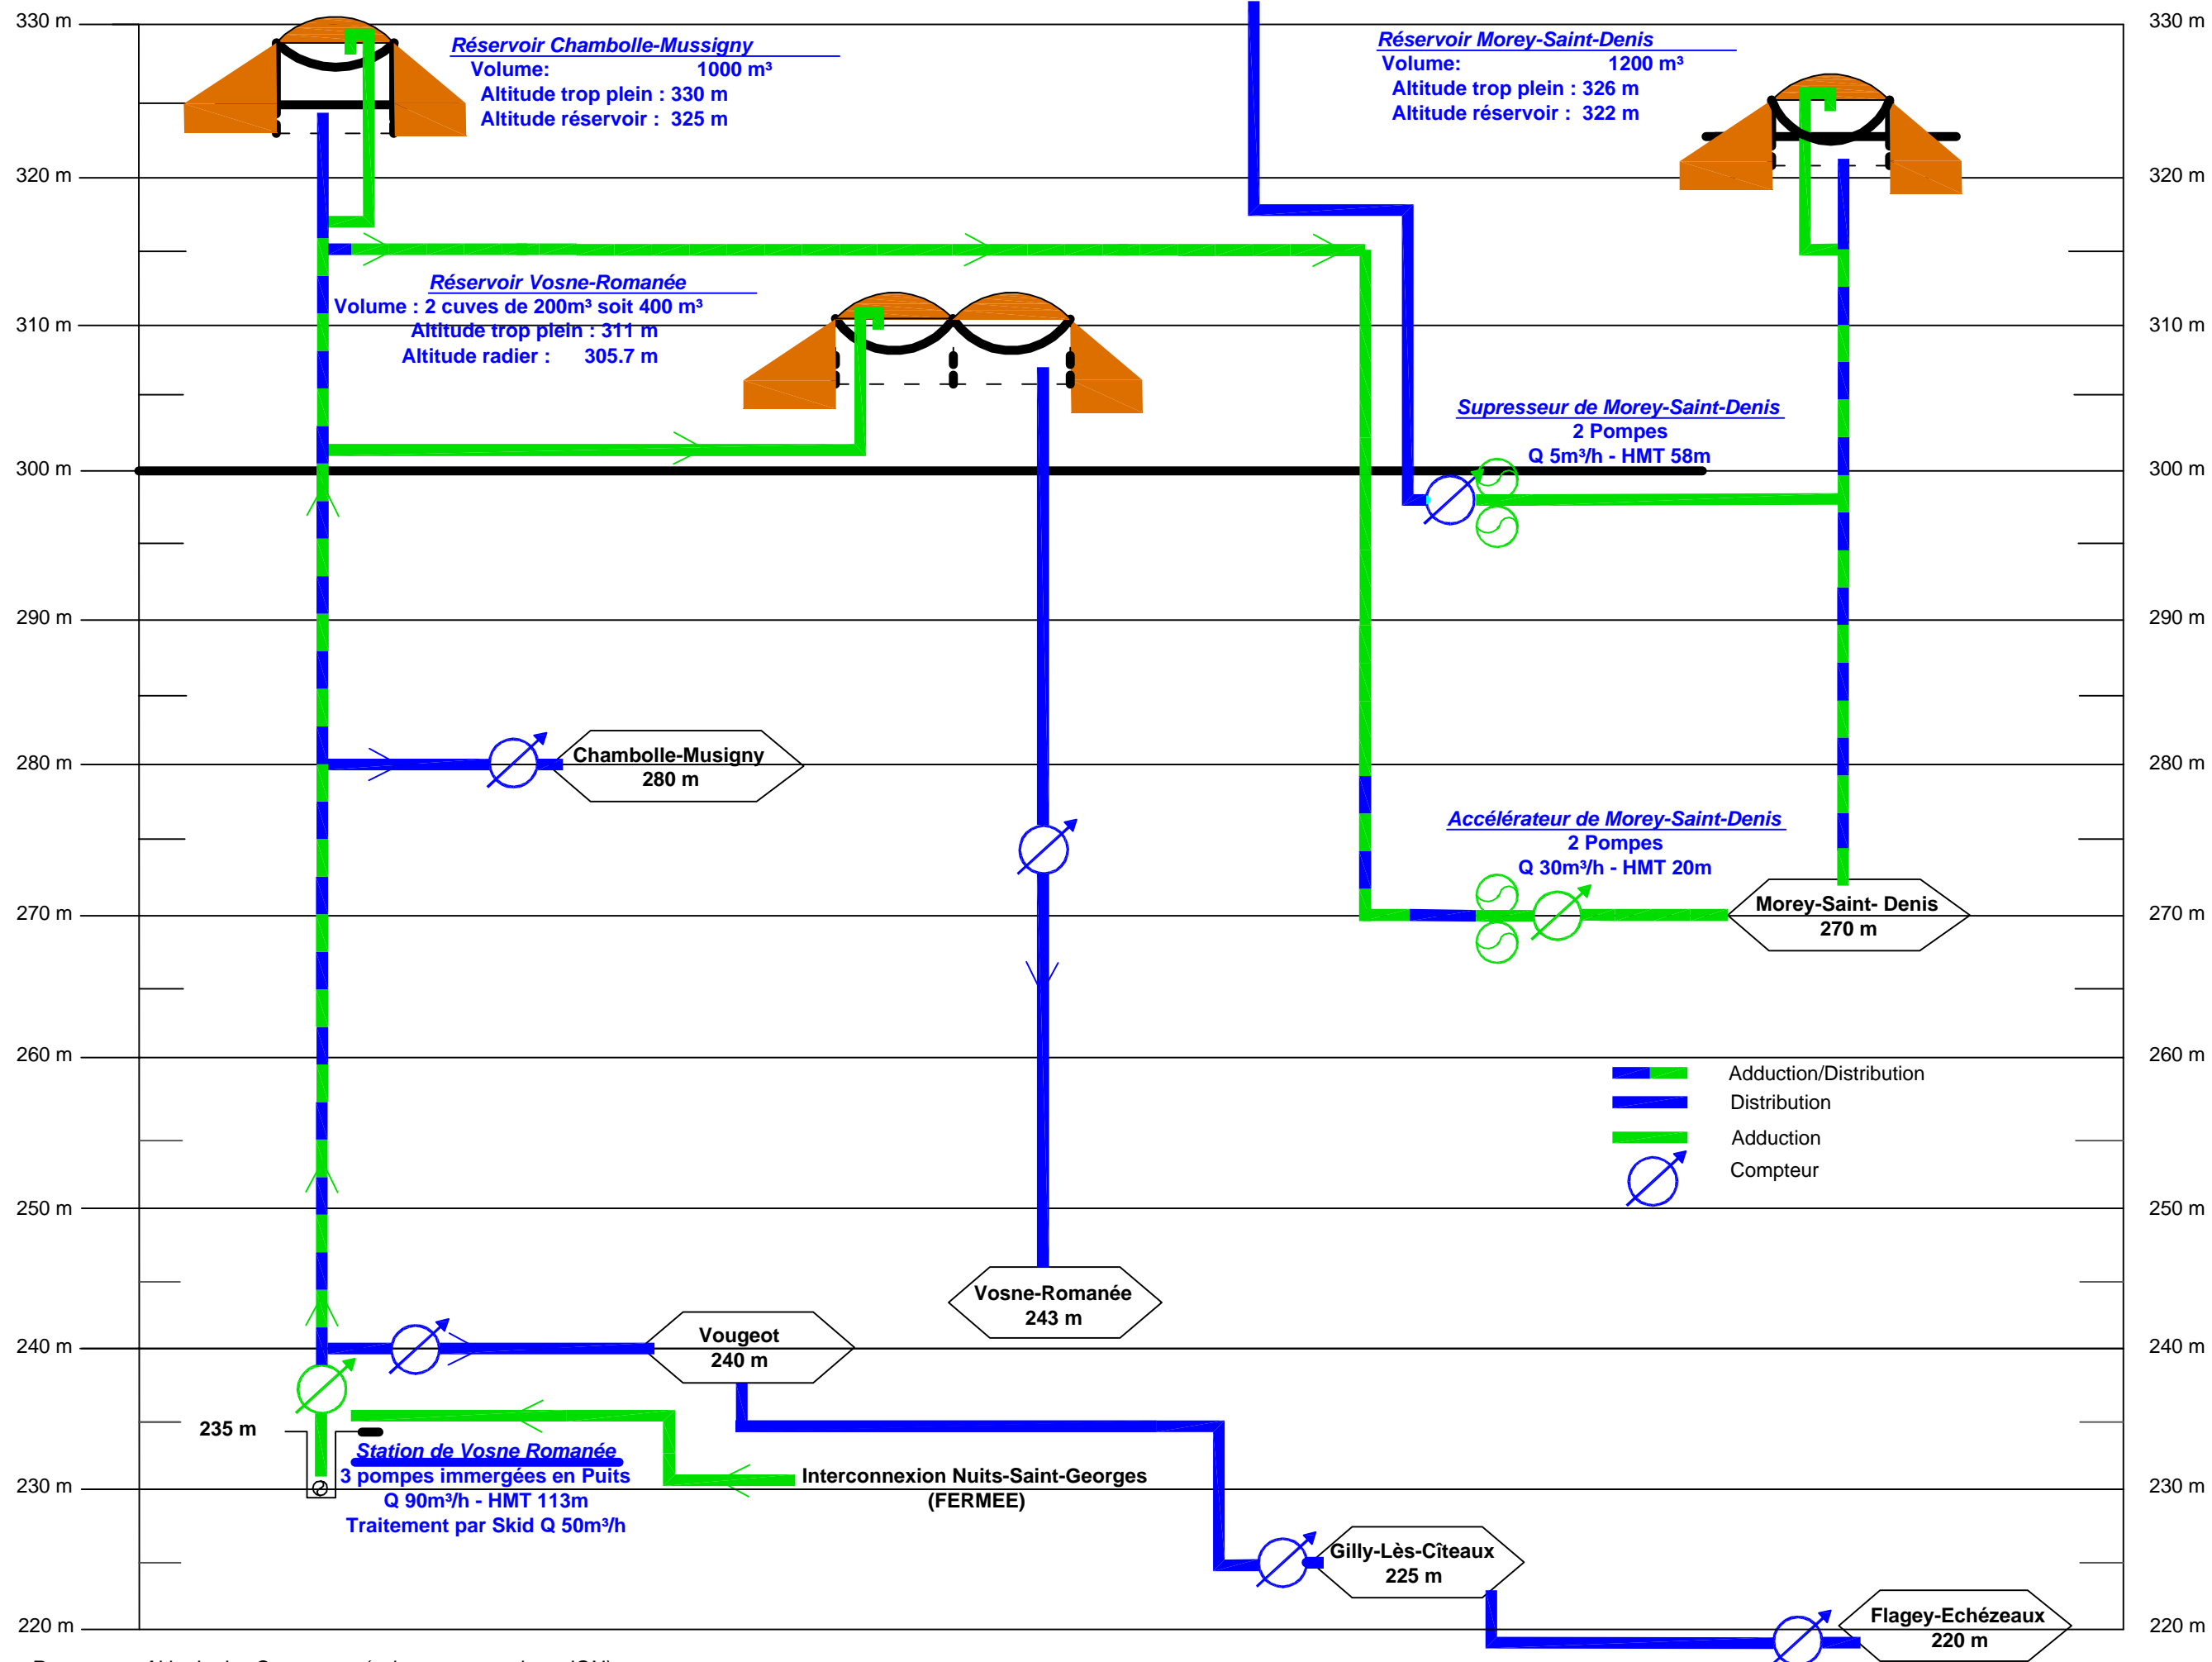 330 m
330 m
Réservoir Chambolle-Mussigny
Volume: 1000 m³
Altitude trop plein : 330 m
Altitude réservoir : 325 m
Réservoir Morey-Saint-Denis
Volume: 1200 m³
Altitude trop plein : 326 m
Altitude réservoir : 322 m
320 m
320 m
Réservoir Vosne-Romanée
Volume : 2 cuves de 200m³ soit 400 m³
Altitude trop plein : 311 m
Altitude radier : 305.7 m
310 m
310 m
Supresseur de Morey-Saint-Denis
2 Pompes
Q 5m³/h - HMT 58m
300 m
300 m
290 m
290 m
Chambolle-Musigny
280 m
280 m
280 m
Accélérateur de Morey-Saint-Denis
2 Pompes
Q 30m³/h - HMT 20m
Morey-Saint- Denis
270 m
270 m
270 m
260 m
260 m
Adduction/Distribution
Distribution
Adduction
Compteur
250 m
250 m
Vosne-Romanée
243 m
Vougeot
240 m
240 m
240 m
235 m
Station de Vosne Romanée
3 pompes immergées en Puits
Q 90m³/h - HMT 113m
Traitement par Skid Q 50m³/h
Interconnexion Nuits-Saint-Georges
(FERMEE)
230 m
230 m
Gilly-Lès-Cîteaux
225 m
Flagey-Echézeaux
220 m
220 m
220 m